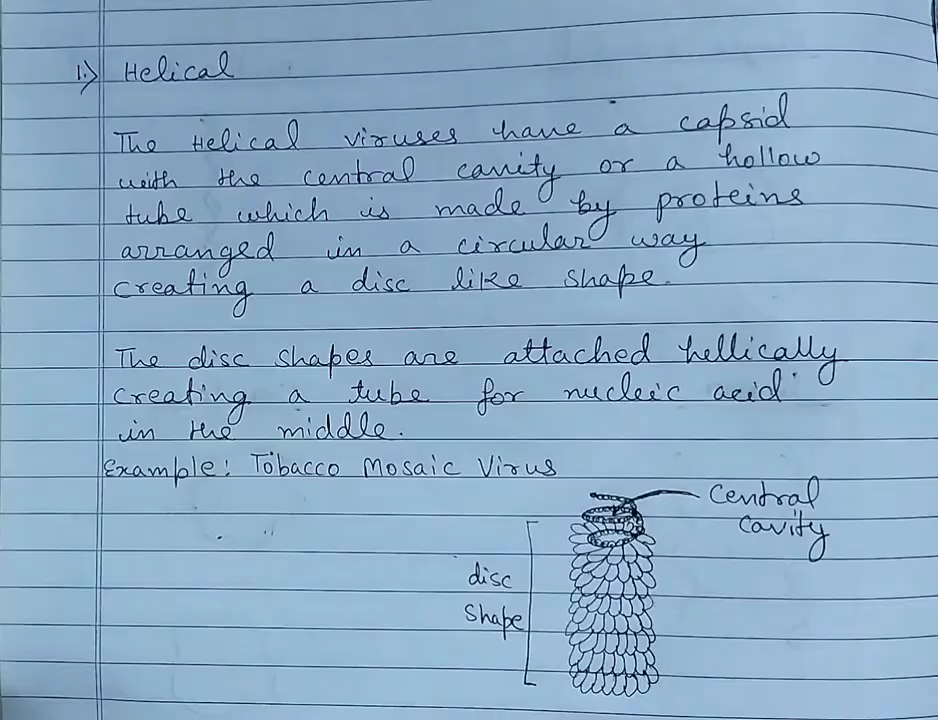 1.) Helical
The Helical viruses have a capsid
with the central cavity or a hollow
tube which is made by proteins
arranged in a circular way
creating a disc like shape.
The disc shapes are attached hellically
creating a tube for nucleic acid
in the middle.
Example: Tobacco Mosaic Virus
Central
Cavity
disc
Shape